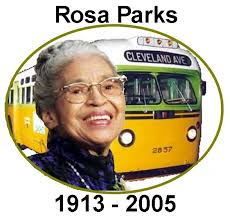 Rosa Parks
CLEVELAND AVE
2857
1913 - 2005